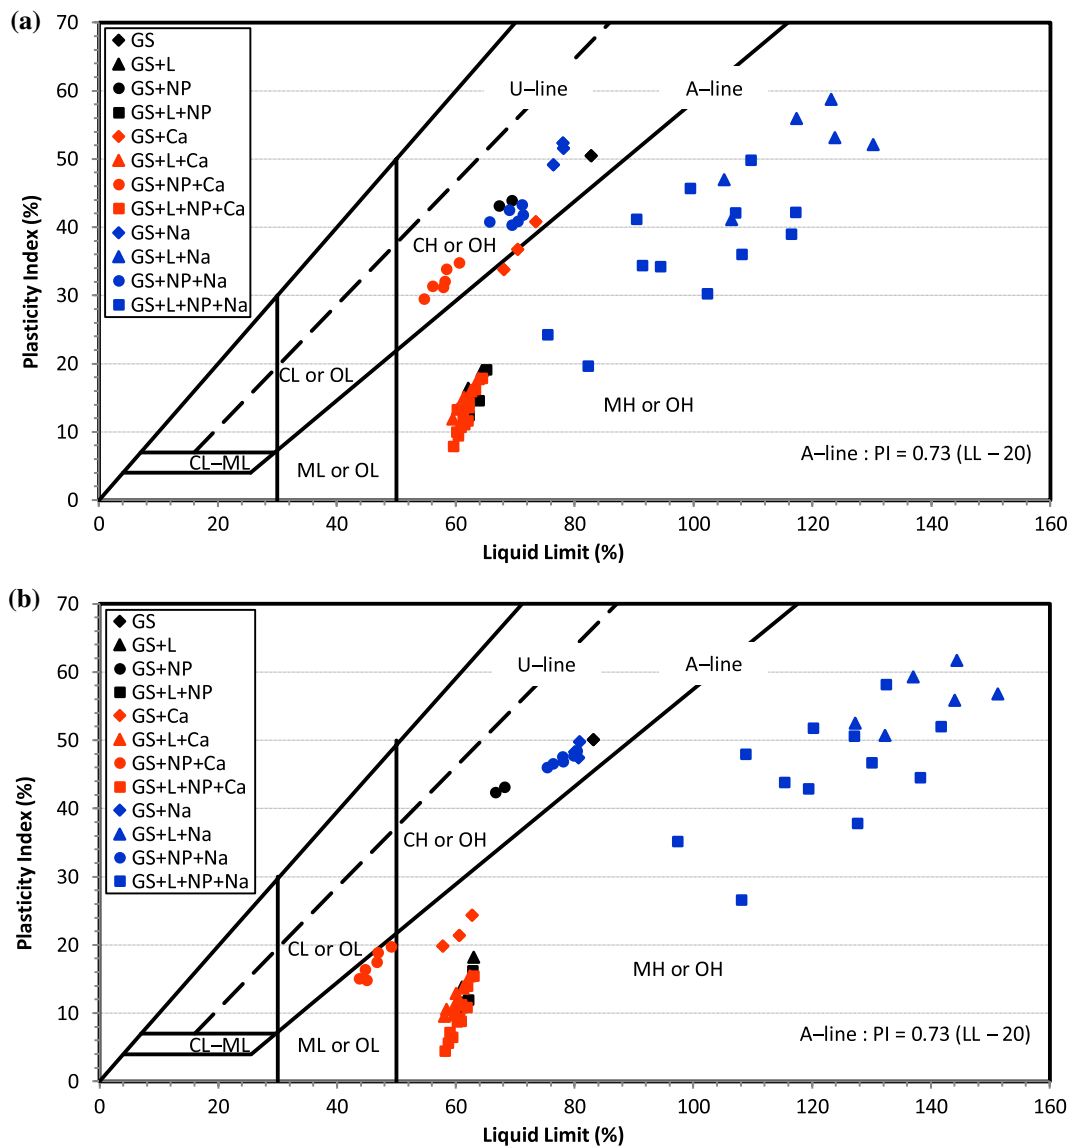 (a)
Plasticity Index (%)
70
60
50
40
30
20
10
0
GS
GS+L
GS+NP
GS+L+NP
GS+Ca
GS+L+Ca
GS+NP+Ca
GS+L+NP+Ca
GS+Na
GS+L+Na
GS+NP+Na
GS+L+NP+Na
U–line
A–line
CH or OH
CL or OL
MH or OH
CL–ML
ML or OL
A–line : PI = 0.73 (LL – 20)
0 20 40 60 80 100 120 140 160
Liquid Limit (%)
(b)
Plasticity Index (%)
70
60
50
40
30
20
10
0
GS
GS+L
GS+NP
GS+L+NP
GS+Ca
GS+L+Ca
GS+NP+Ca
GS+L+NP+Ca
GS+Na
GS+L+Na
GS+NP+Na
GS+L+NP+Na
U–line
A–line
CH or OH
CL or OL
MH or OH
CL–ML
ML or OL
A–line : PI = 0.73 (LL – 20)
0 20 40 60 80 100 120 140 160
Liquid Limit (%)